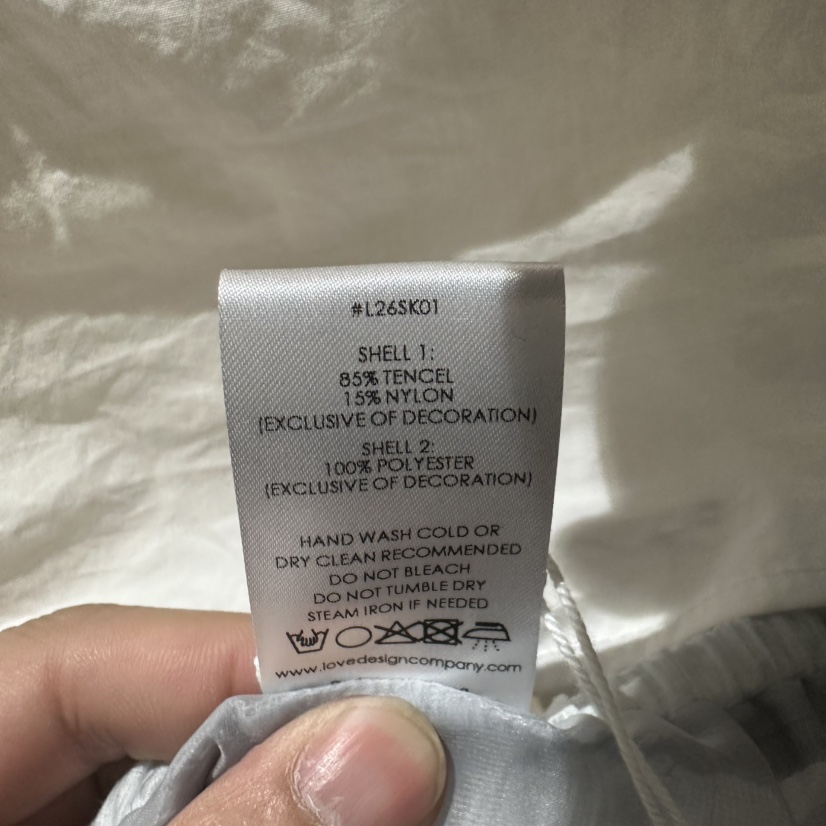 #L26SK01
SHELL 1:
85% TENCEL
15% NYLON
(EXCLUSIVE OF DECORATION)
SHELL 2:
100% POLYESTER
(EXCLUSIVE OF DECORATION)
HAND WASH COLD OR
DRY CLEAN RECOMMENDED
DO NOT BLEACH
DO NOT TUMBLE DRY
STEAM IRON IF NEEDED
www.lovedesigncompany.com